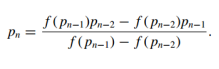 p_n = \frac{f(p_{n-1})p_{n-2} - f(p_{n-2})p_{n-1}}{f(p_{n-1}) - f(p_{n-2})}.